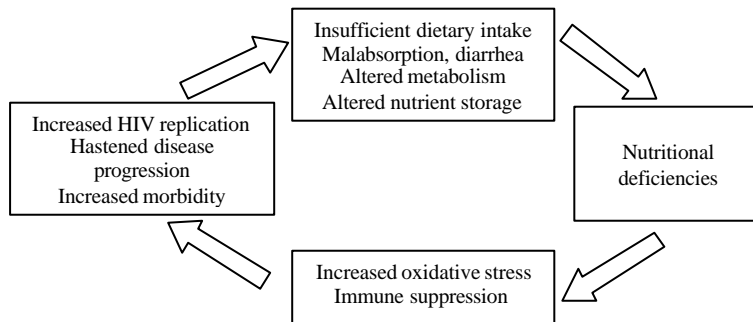 Insufficient dietary intake
Malabsorption, diarrhea
Altered metabolism
Altered nutrient storage
Nutritional
deficiencies
Increased oxidative stress
Immune suppression
Increased HIV replication
Hastened disease
progression
Increased morbidity